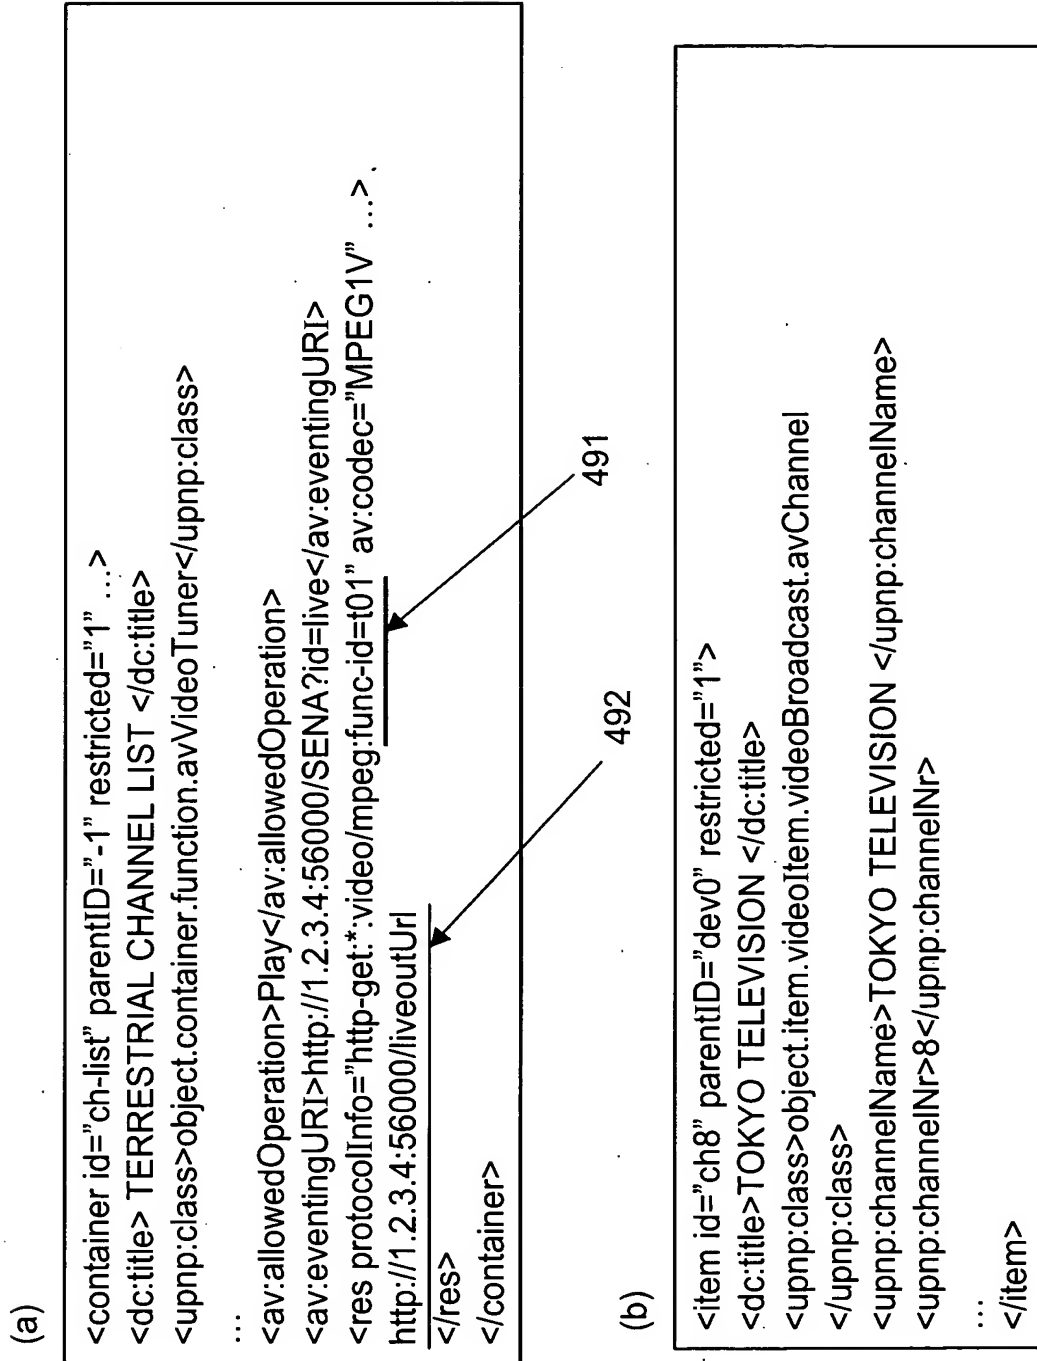 (a)
<container id=”ch-list” parentID=”-1” restricted=”1” …>
<dc:title> TERRESTRIAL CHANNEL LIST </dc:title>
<upnp:class>object.container.function.avVideoTuner</upnp:class>
…
<av:allowedOperation>Play</av:allowedOperation>
<av:eventingURI>http://1.2.3.4:56000/SENA?id=live</av:eventingURI>
<res protocolInfo=”http-get:*:video/mpeg:func-id=t01” av:codec=”MPEG1V” …>
http://1.2.3.4:56000/liveoutUrl
</res>
</container>
491
492
(b)
<item id=”ch8” parentID=”dev0” restricted=”1”>
<dc:title>TOKYO TELEVISION </dc:title>
<upnp:class>object.item.videoItem.videoBroadcast.avChannel
</upnp:class>
<upnp:channelName>TOKYO TELEVISION </upnp:channelName>
<upnp:channelNr>8</upnp:channelNr>
…
</item>